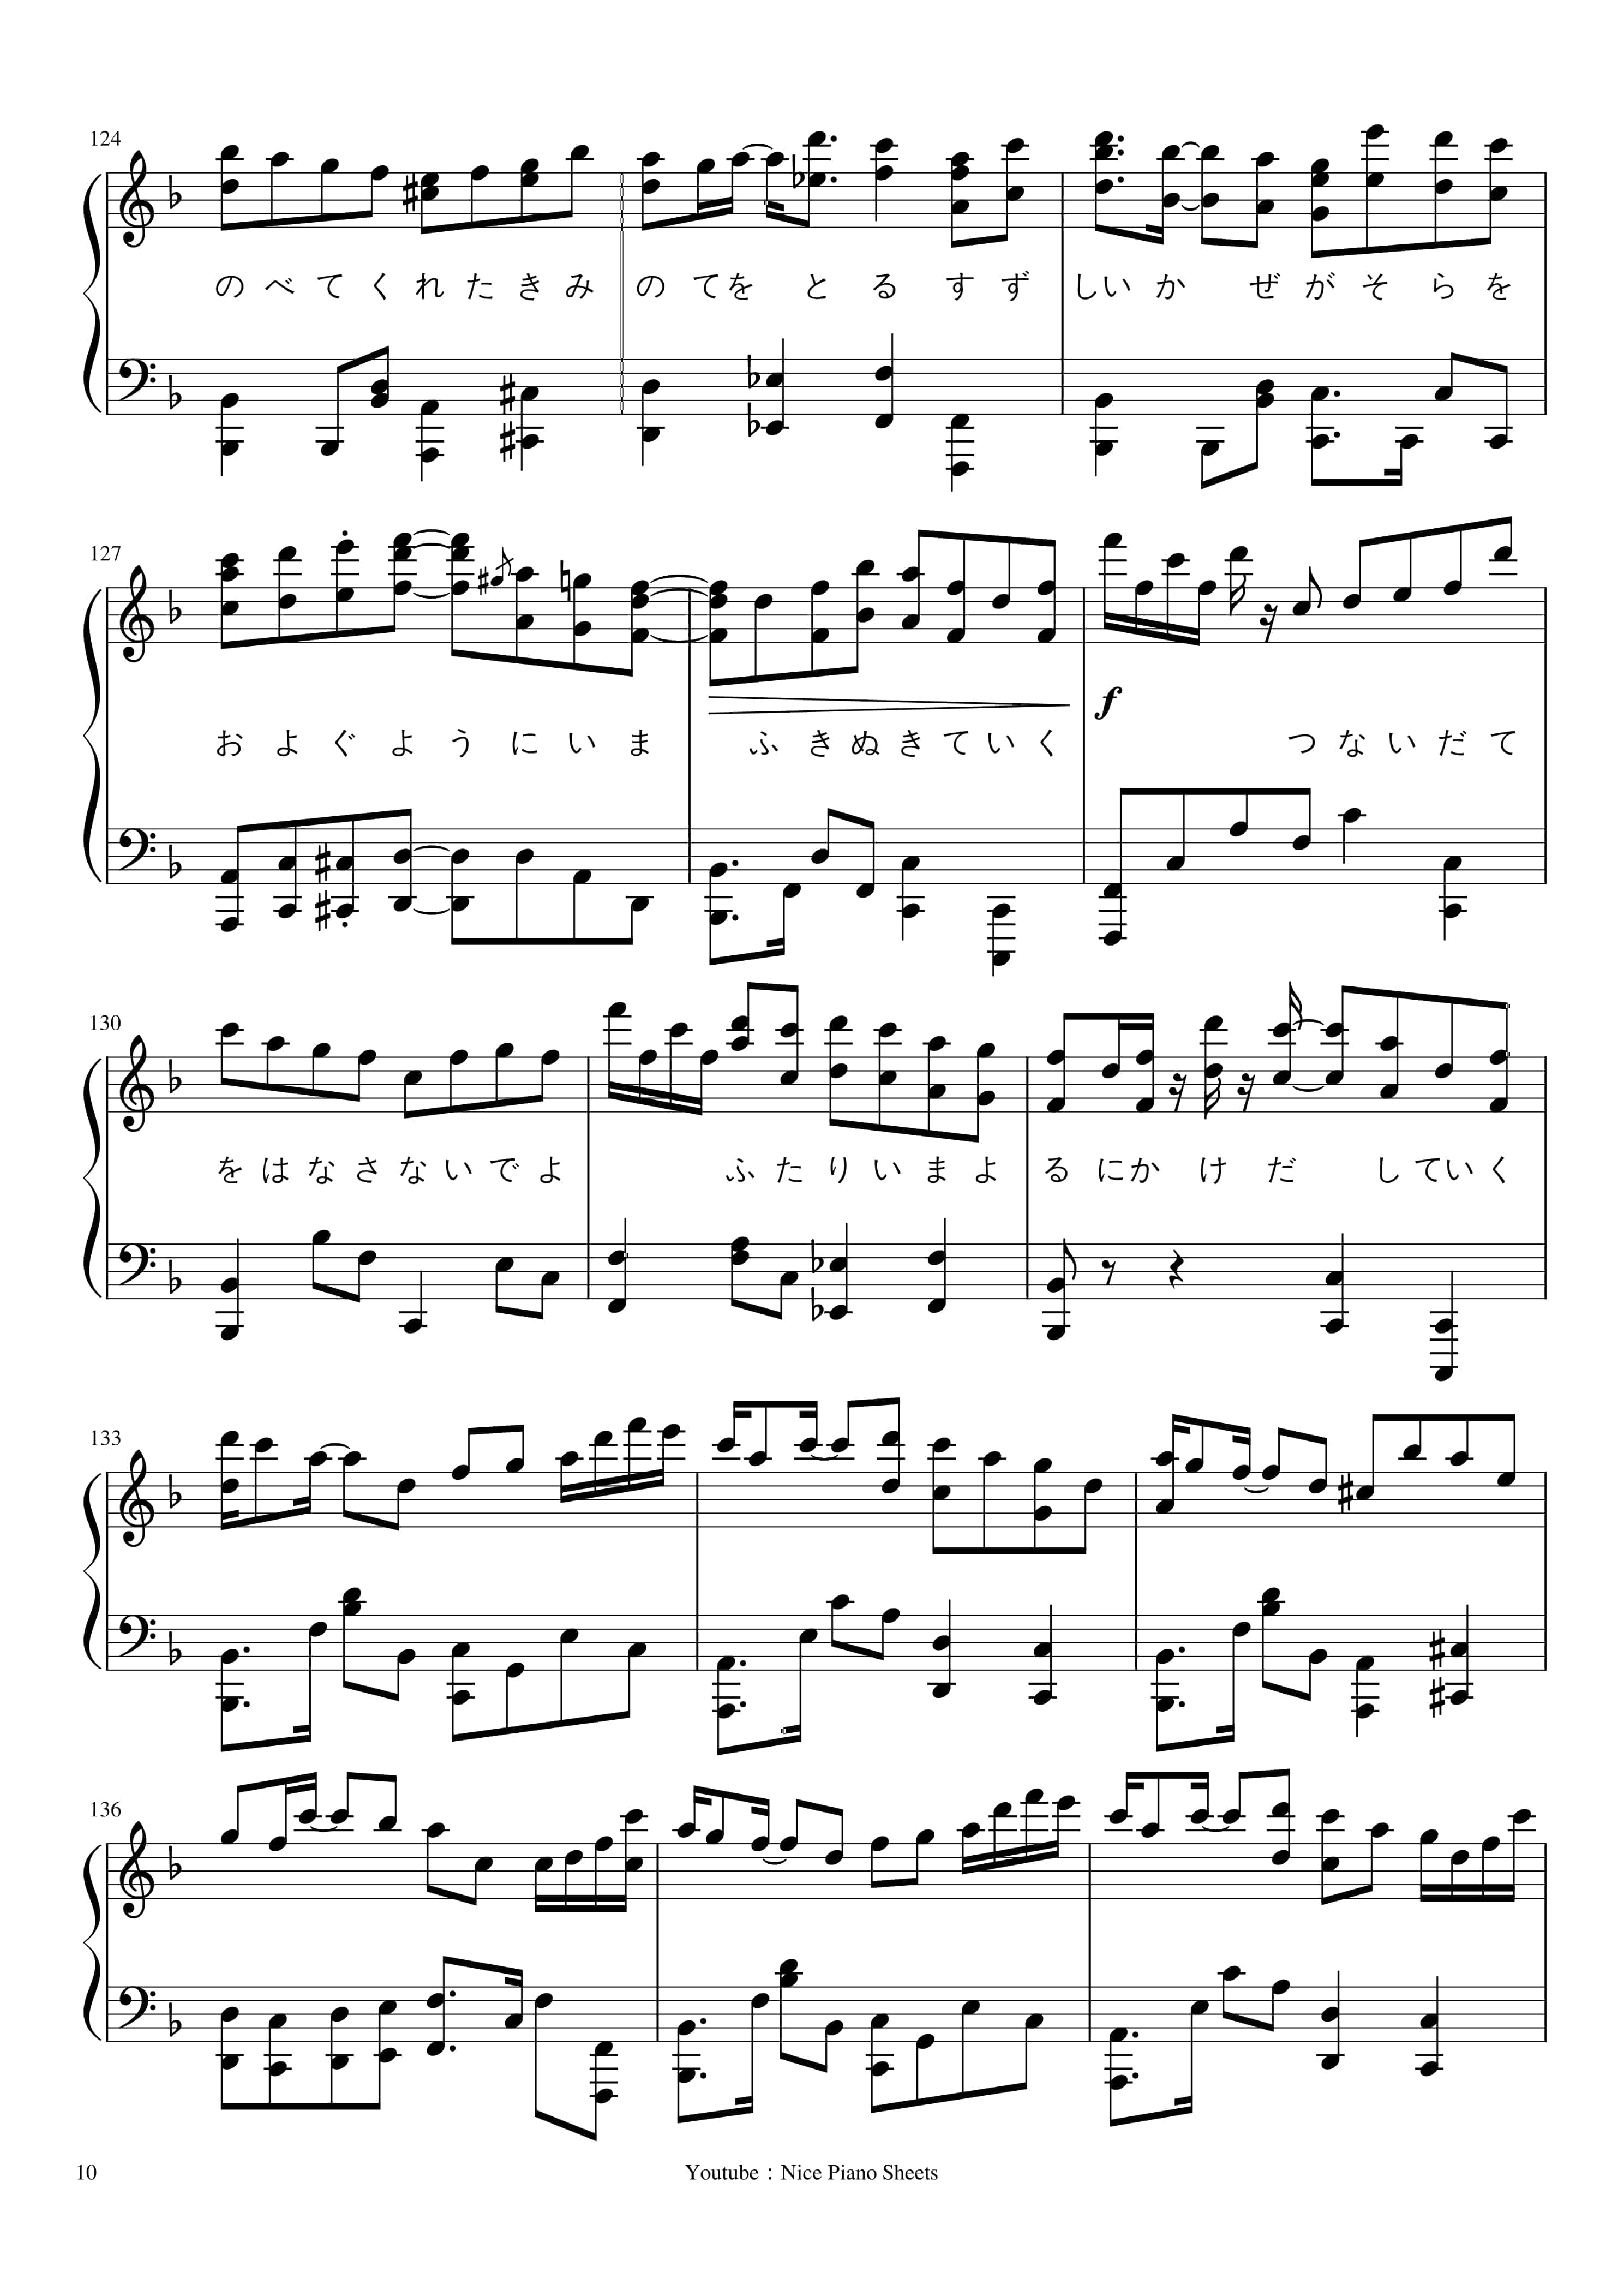 124
の べ て く れ た き み の て を と る す ず しい か ぜ が そ ら を
127
お よ ぐ よ う に い ま ふ き ぬ き て い く つ な い だ て
f
130
を は な さ な い で よ ふ た り い ま よ る に か け だ し てい く
133
136
10
Youtube：Nice Piano Sheets